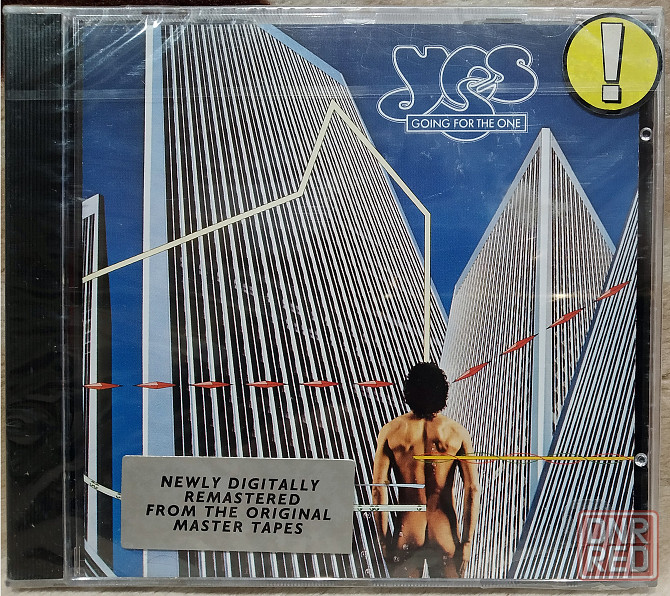 yes
GOING FOR THE ONE
!
NEWLY DIGITALLY
REMASTERED
FROM THE ORIGINAL
MASTER TAPES
DNR
RED